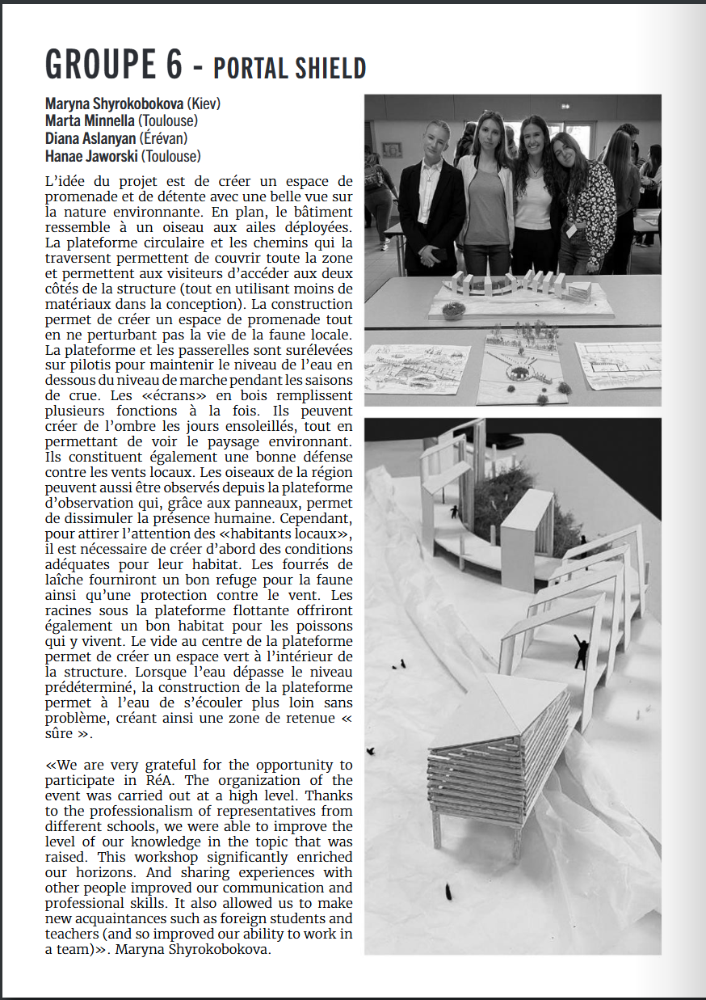 GROUPE 6 - PORTAL SHIELD
Maryna Shyrokobokova (Kiev)
Marta Minnella (Toulouse)
Diana Aslanyan (Érévan)
Hanae Jaworski (Toulouse)
L’idée du projet est de créer un espace de
promenade et de détente avec une belle vue sur
la nature environnante. En plan, le bâtiment
ressemble à un oiseau aux ailes déployées.
La plateforme circulaire et les chemins qui la
traversent permettent de couvrir toute la zone
et permettent aux visiteurs d’accéder aux deux
côtés de la structure (tout en utilisant moins de
matériaux dans la conception). La construction
permet de créer un espace de promenade tout
en ne perturbant pas la vie de la faune locale.
La plateforme et les passerelles sont surélevées
sur pilotis pour maintenir le niveau de l’eau en
dessous du niveau de marche pendant les saisons
de crue. Les «écrans» en bois remplissent
plusieurs fonctions à la fois. Ils peuvent
créer de l’ombre les jours ensoleillés, tout en
permettant de voir le paysage environnant.
Ils constituent également une bonne défense
contre les vents locaux. Les oiseaux de la région
peuvent aussi être observés depuis la plateforme
d’observation qui, grâce aux panneaux, permet
de dissimuler la présence humaine. Cependant,
pour attirer l’attention des «habitants locaux»,
il est nécessaire de créer d’abord des conditions
adéquates pour leur habitat. Les fourrés de
laîche fourniront un bon refuge pour la faune
ainsi qu’une protection contre le vent. Les
racines sous la plateforme flottante offriront
également un bon habitat pour les poissons
qui y vivent. Le vide au centre de la plateforme
permet de créer un espace vert à l’intérieur de
la structure. Lorsque l’eau dépasse le niveau
prédéterminé, la construction de la plateforme
permet à l’eau de s’écouler plus loin sans
problème, créant ainsi une zone de retenue «
sûre ».
«We are very grateful for the opportunity to
participate in RéA. The organization of the
event was carried out at a high level. Thanks
to the professionalism of representatives from
different schools, we were able to improve the
level of our knowledge in the topic that was
raised. This workshop significantly enriched
our horizons. And sharing experiences with
other people improved our communication and
professional skills. It also allowed us to make
new acquaintances such as foreign students and
teachers (and so improved our ability to work in
a team)». Maryna Shyrokobokova.